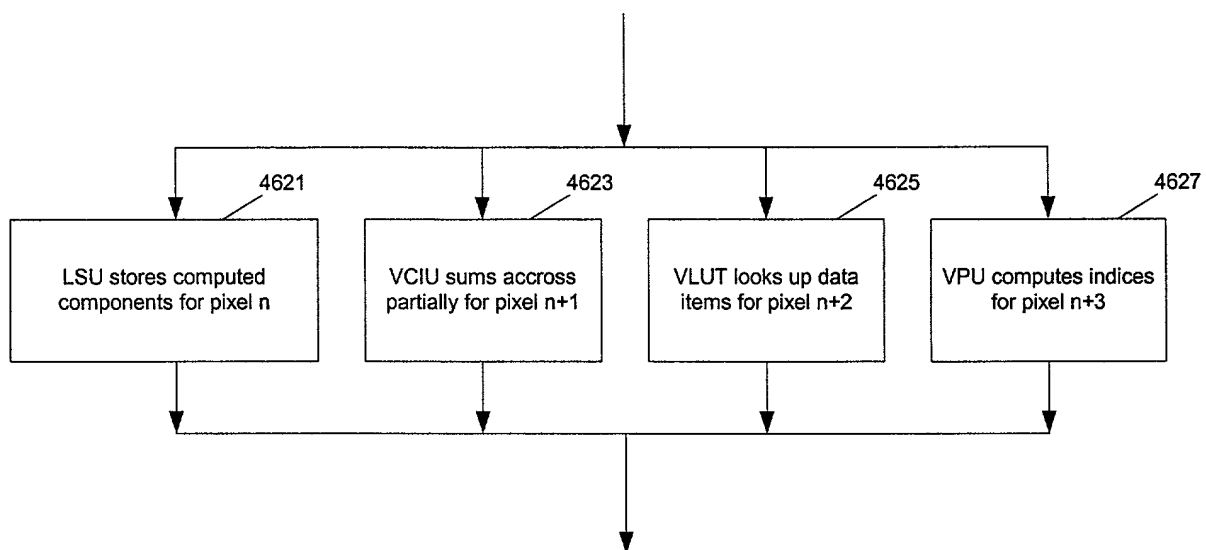 4621
4623
4625
4627
LSU stores computed
components for pixel n
VCIU sums accross
partially for pixel n+1
VLUT looks up data
items for pixel n+2
VPU computes indices
for pixel n+3